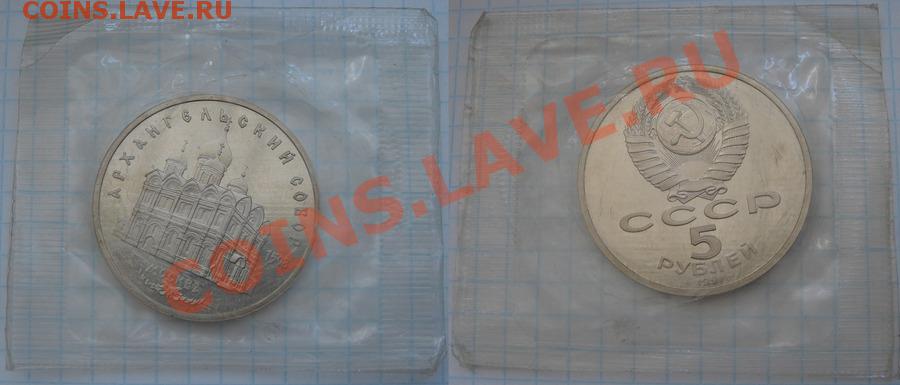 COINS.LAVE.RU
АРХАНГЕЛЬСКИЙ СОБОР
СССР
5
РУБЛЕЙ
COINS.LAVE.RU